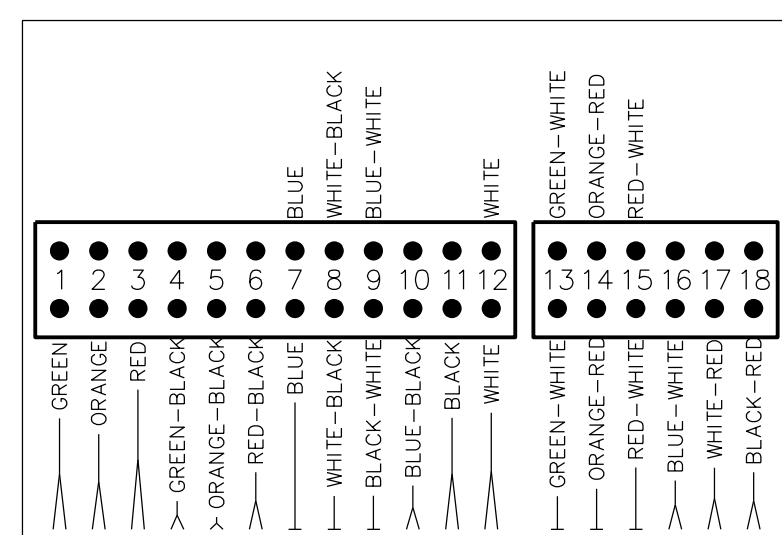 BLUE
WHITE-BLACK
BLUE-WHITE
WHITE
GREEN-WHITE
ORANGE-RED
RED-WHITE
1 2 3 4 5 6 7 8 9 10 11 12 13 14 15 16 17 18
GREEN
ORANGE
RED
GREEN-BLACK
ORANGE-BLACK
RED-BLACK
BLUE
WHITE-BLACK
BLACK-WHITE
BLUE-BLACK
BLACK
WHITE
GREEN-WHITE
ORANGE-RED
RED-WHITE
BLUE-WHITE
WHITE-RED
BLACK-RED